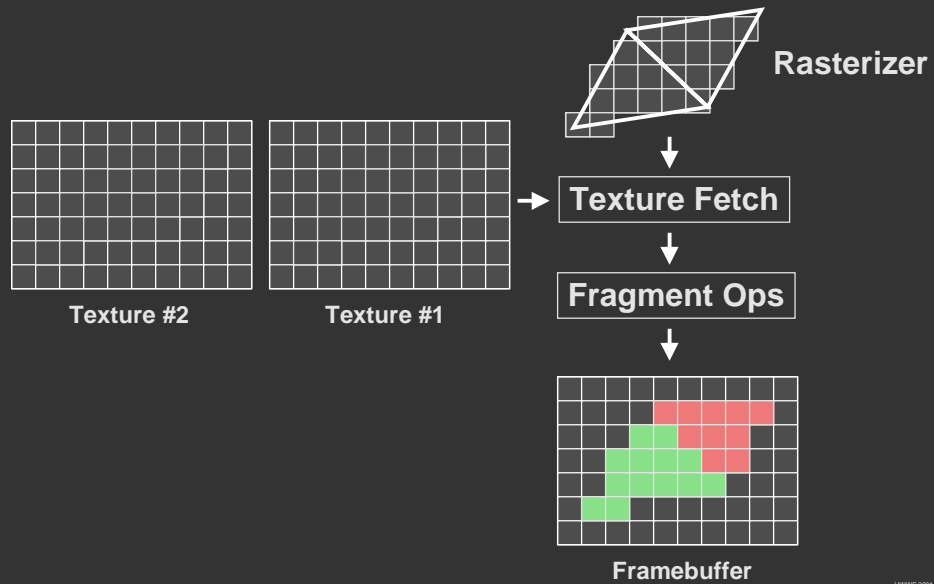 Rasterizer
Texture Fetch
Fragment Ops
Texture #2
Texture #1
Framebuffer